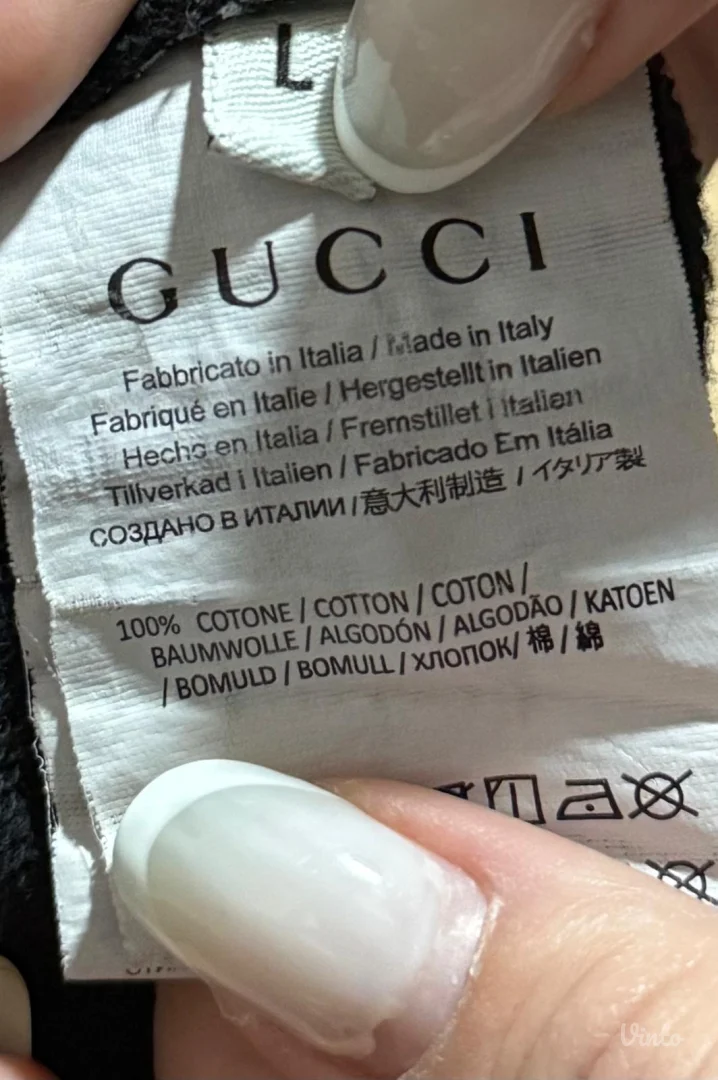 L
GUCCI
Fabbricato in Italia / Made in Italy
Fabriqué en Italie / Hergestellt in Italien
Hecho en Italia / Fremstillet i Italien
Tillverkad i Italien / Fabricado Em Itália
СОЗДАНО В ИТАЛИИ / 意大利制造 / イタリア製
100% COTONE / COTTON / COTON /
BAUMWOLLE / ALGODÓN / ALGODÃO / KATOEN
/ BOMULD / BOMULL / ХЛОПОК/ 棉 / 綿
Vinto